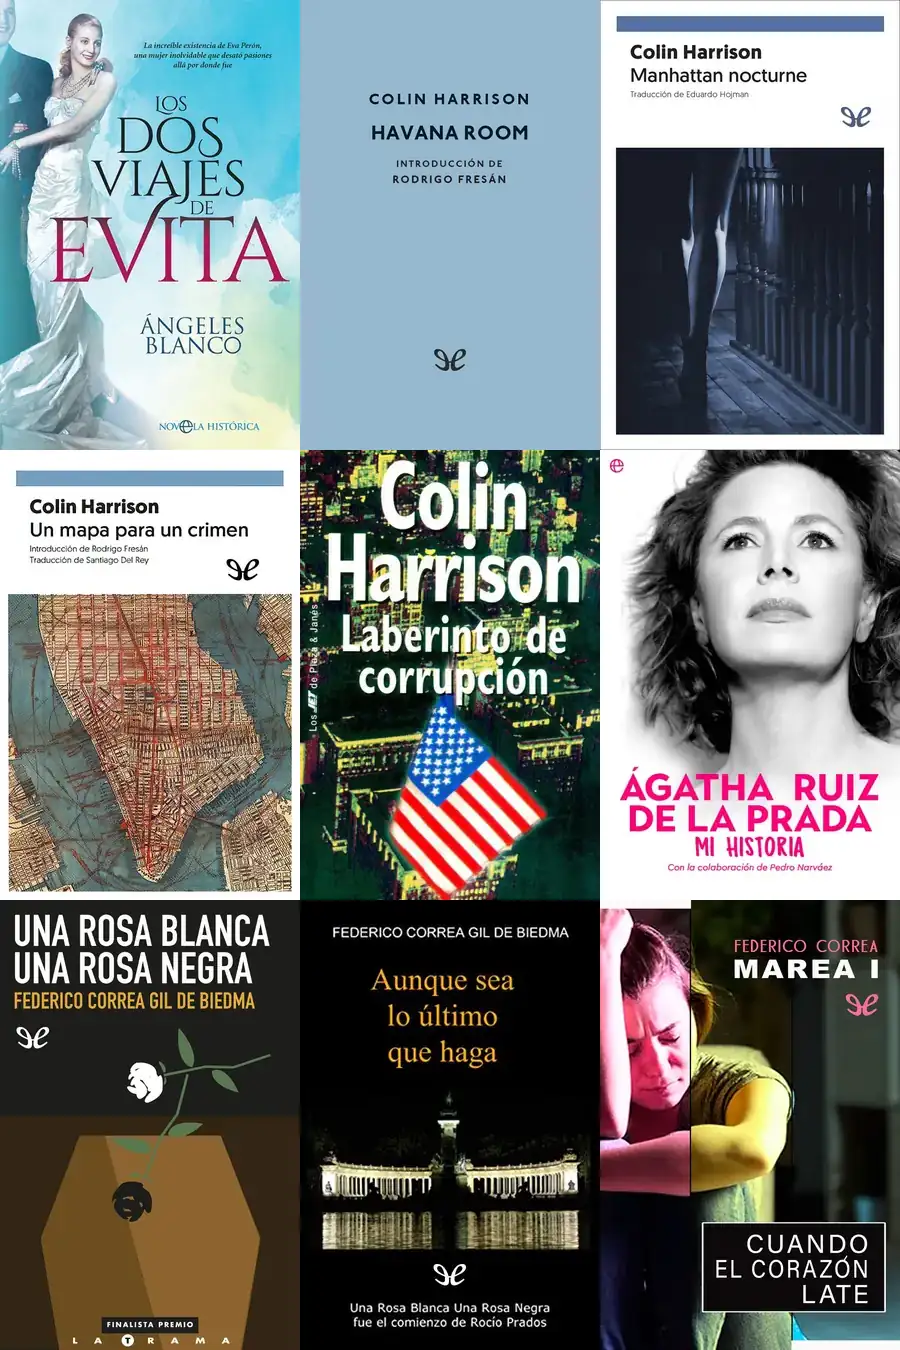 La increíble existencia de Eva Perón,
una mujer inolvidable que desató pasiones
allá por donde fue
LOS
DOS
VIAJES
DE
EVITA
ÁNGELES
BLANCO
NOVELA HISTÓRICA
COLIN HARRISON
HAVANA ROOM
INTRODUCCIÓN DE
RODRIGO FRESÁN
Colin Harrison
Manhattan nocturne
Traducción de Eduardo Hojman
Colin Harrison
Un mapa para un crimen
Introducción de Rodrigo Fresán
Traducción de Santiago Del Rey
Colin
Harrison
Laberinto de
corrupción
Los JET de Plaza & Janés
ÁGATHA RUIZ
DE LA PRADA
MI HISTORIA
Con la colaboración de Pedro Narváez
UNA ROSA BLANCA
UNA ROSA NEGRA
FEDERICO CORREA GIL DE BIEDMA
FINALISTA PREMIO
LA TRAMA
FEDERICO CORREA GIL DE BIEDMA
Aunque sea
lo último
que haga
Una Rosa Blanca Una Rosa Negra
fue el comienzo de Rocío Prados
FEDERICO CORREA
MAREA I
CUANDO
EL CORAZÓN
LATE